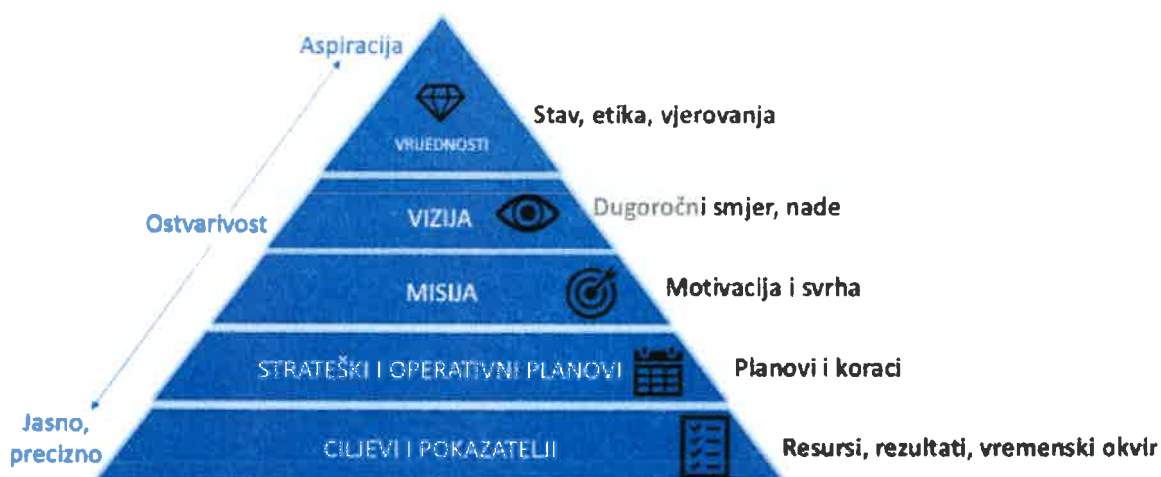 Aspiracija
Stav, etika, vjerovanja
VRIJEDNOSTI
Ostvarivost
VIZIJA
Dugoročni smjer, nade
MISIJA
Motivacija i svrha
STRATEŠKI I OPERATIVNI PLANOVI
Planovi i koraci
Jasno,
precizno
CILJEVI I POKAZATELJI
Resursi, rezultati, vremenski okvir